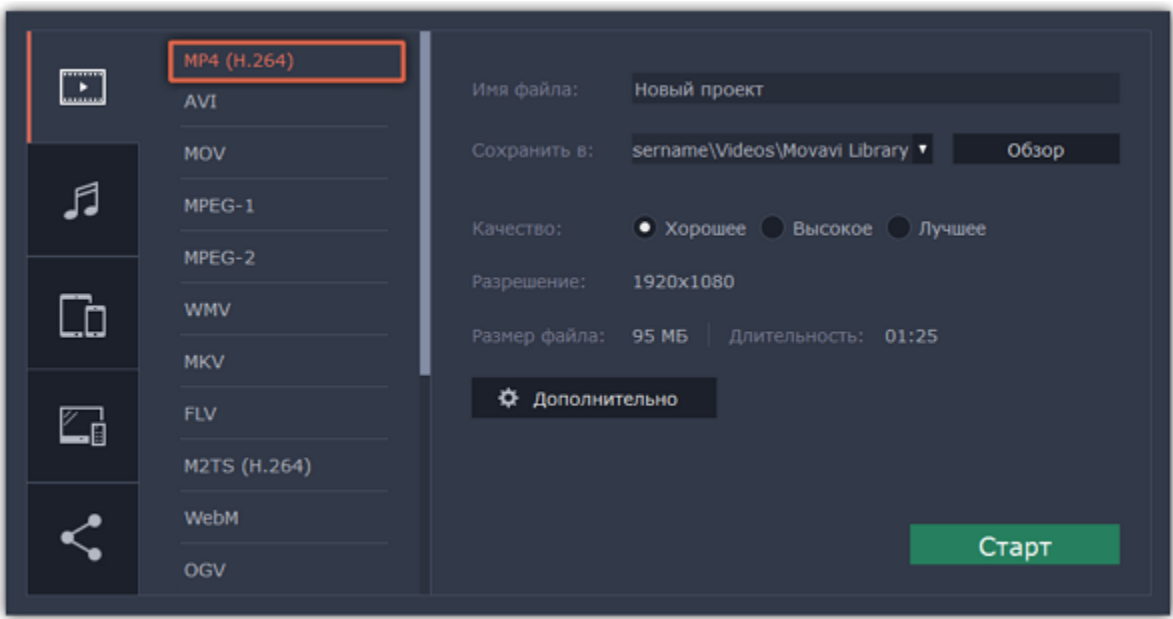 MP4 (H.264)
AVI
MOV
MPEG-1
MPEG-2
WMV
MKV
FLV
M2TS (H.264)
WebM
OGV
Имя файла: Новый проект
Сохранить в: sername\Videos\Movavi Library Обзор
Качество: Хорошее Высокое Лучшее
Разрешение: 1920x1080
Размер файла: 95 МБ Длительность: 01:25
Дополнительно
Старт